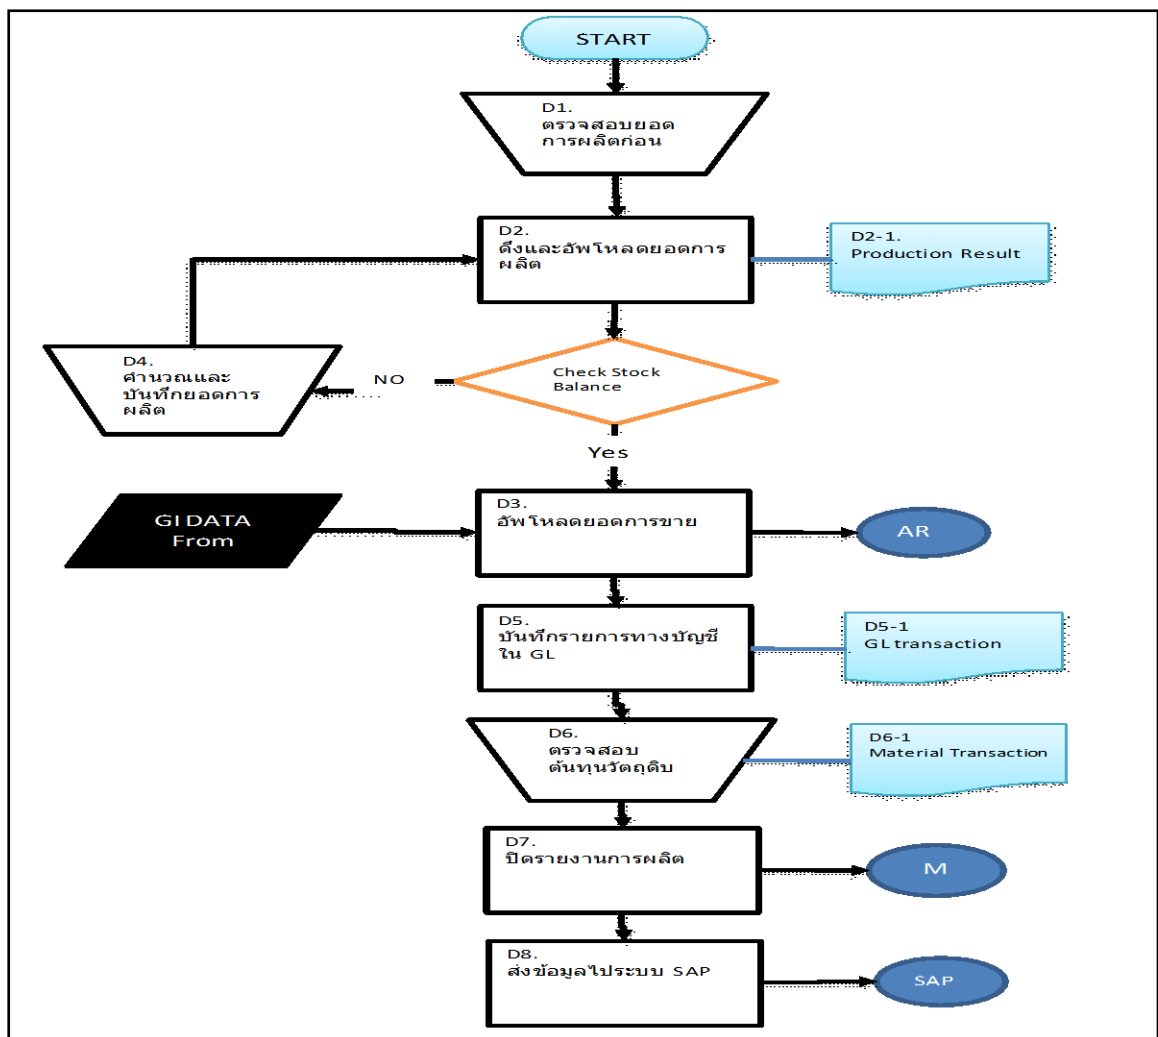 START
D1.
ตรวจสอบยอด
การผลิตก่อน
D2.
ดึงและอัพโหลดยอดการ
ผลิต
D2-1.
Production Result
D4.
คำนวณและ
บันทึกยอดการ
ผลิต
NO
Check Stock
Balance
Yes
GI DATA
From
D3.
อัพโหลดยอดการขาย
AR
D5.
บันทึกรายการทางบัญชี
ใน GL
D5-1
GL transaction
D6.
ตรวจสอบ
ต้นทุนวัตถุดิบ
D6-1
Material Transaction
D7.
ปิดรายงานการผลิต
M
D8.
ส่งข้อมูลไประบบ SAP
SAP